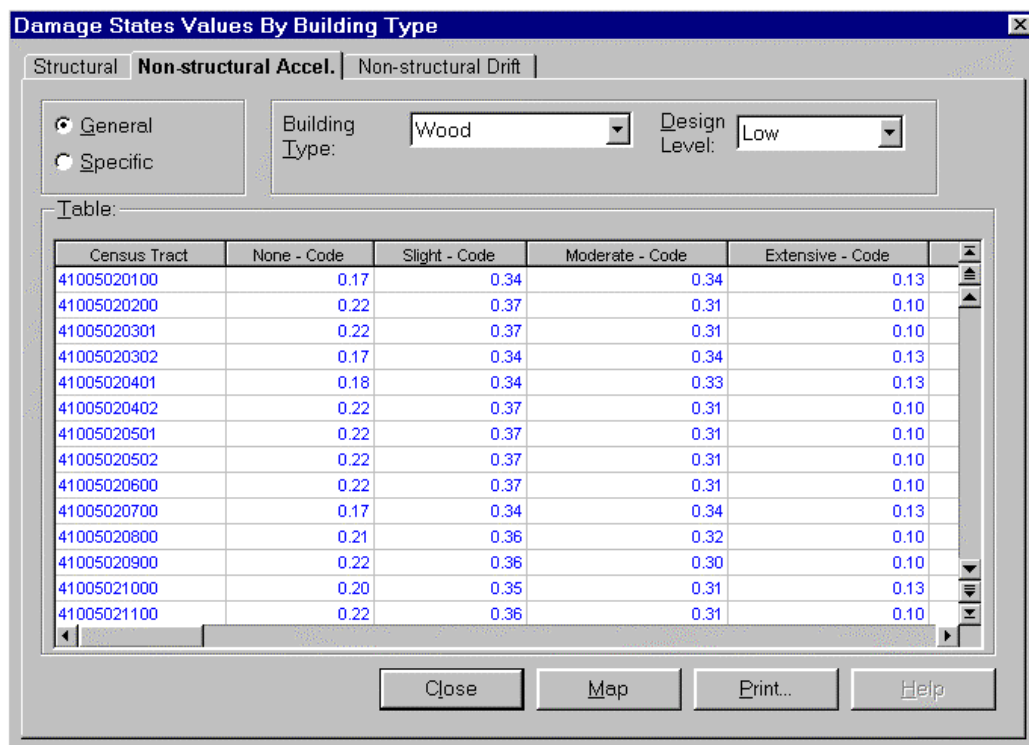 Damage States Values By Building Type
Structural Non-structural Accel. Non-structural Drift
General
Specific
Building Type:
Wood
Design Level:
Low
Table:
Census Tract None - Code Slight - Code Moderate - Code Extensive - Code
41005020100 0.17 0.34 0.34 0.13
41005020200 0.22 0.37 0.31 0.10
41005020301 0.22 0.37 0.31 0.10
41005020302 0.17 0.34 0.34 0.13
41005020401 0.18 0.34 0.33 0.13
41005020402 0.22 0.37 0.31 0.10
41005020501 0.22 0.37 0.31 0.10
41005020502 0.22 0.37 0.31 0.10
41005020600 0.22 0.37 0.31 0.10
41005020700 0.17 0.34 0.34 0.13
41005020800 0.21 0.36 0.32 0.10
41005020900 0.22 0.36 0.30 0.10
41005021000 0.20 0.35 0.31 0.13
41005021100 0.22 0.36 0.31 0.10
Close Map Print... Help